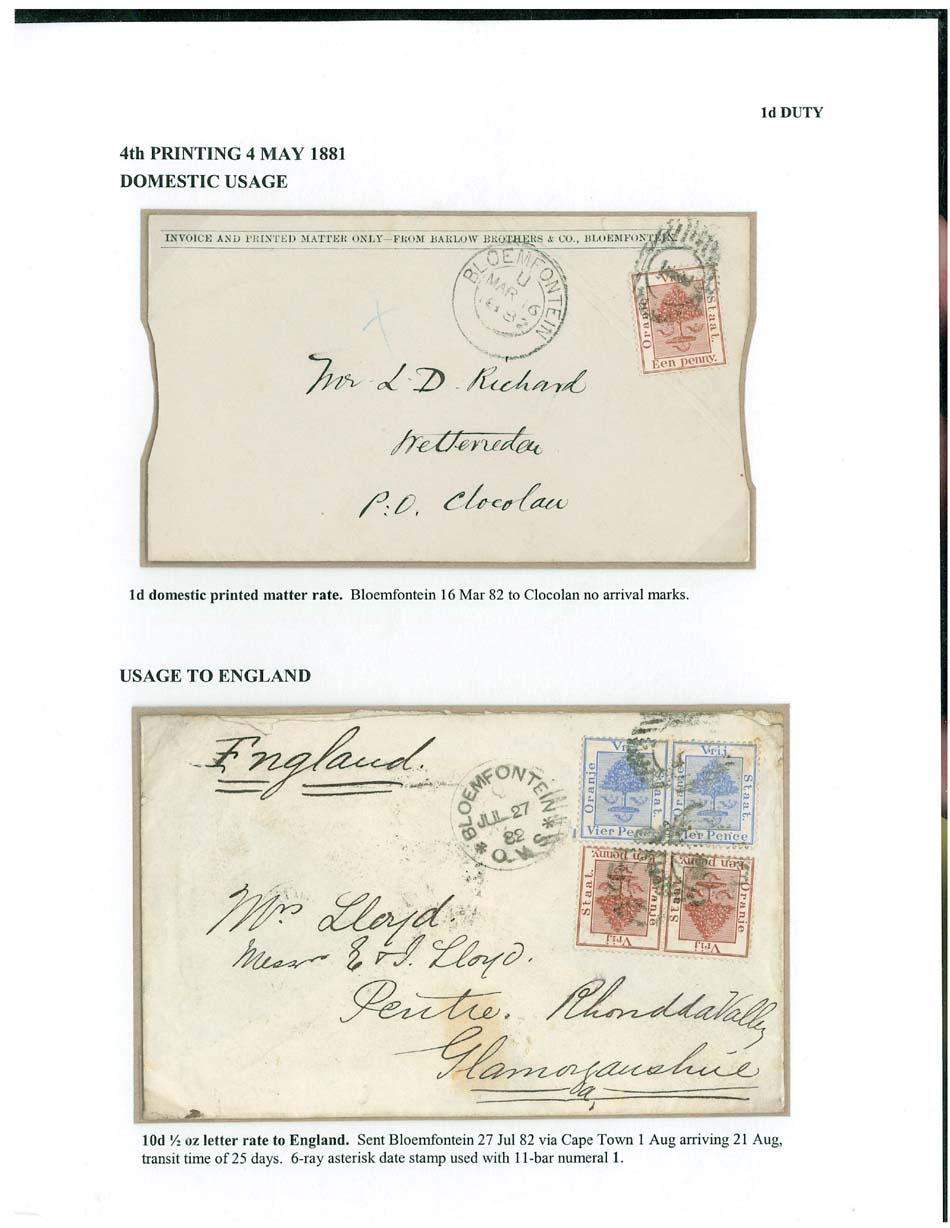 1d DUTY
4th PRINTING 4 MAY 1881
DOMESTIC USAGE
INVOICE AND PRINTED MATTER ONLY—FROM BARLOW BROTHERS & CO., BLOEMFONTEIN
BLOEMFONTEIN
U
MAR 16
82
Vrij
Oranje
Staat.
Een penny.
Mr L. D. Richard
P.O. Clocolan
1d domestic printed matter rate. Bloemfontein 16 Mar 82 to Clocolan no arrival marks.
USAGE TO ENGLAND
England.
BLOEMFONTEIN
JUL 27
82
* O.V.S *
Vrij
Oranje
Staat.
Vier Pence
Vrij
Oranje
Staat.
Vier Pence
Een penny.
Staat.
Oranje
Vrij
Een penny.
Staat.
Oranje
Vrij
Mrs Lloyd.
Messrs E & J. Lloyd.
Pentre. Rhondda Valley
Glamorganshire
10d ½ oz letter rate to England. Sent Bloemfontein 27 Jul 82 via Cape Town 1 Aug arriving 21 Aug,
transit time of 25 days. 6-ray asterisk date stamp used with 11-bar numeral 1.